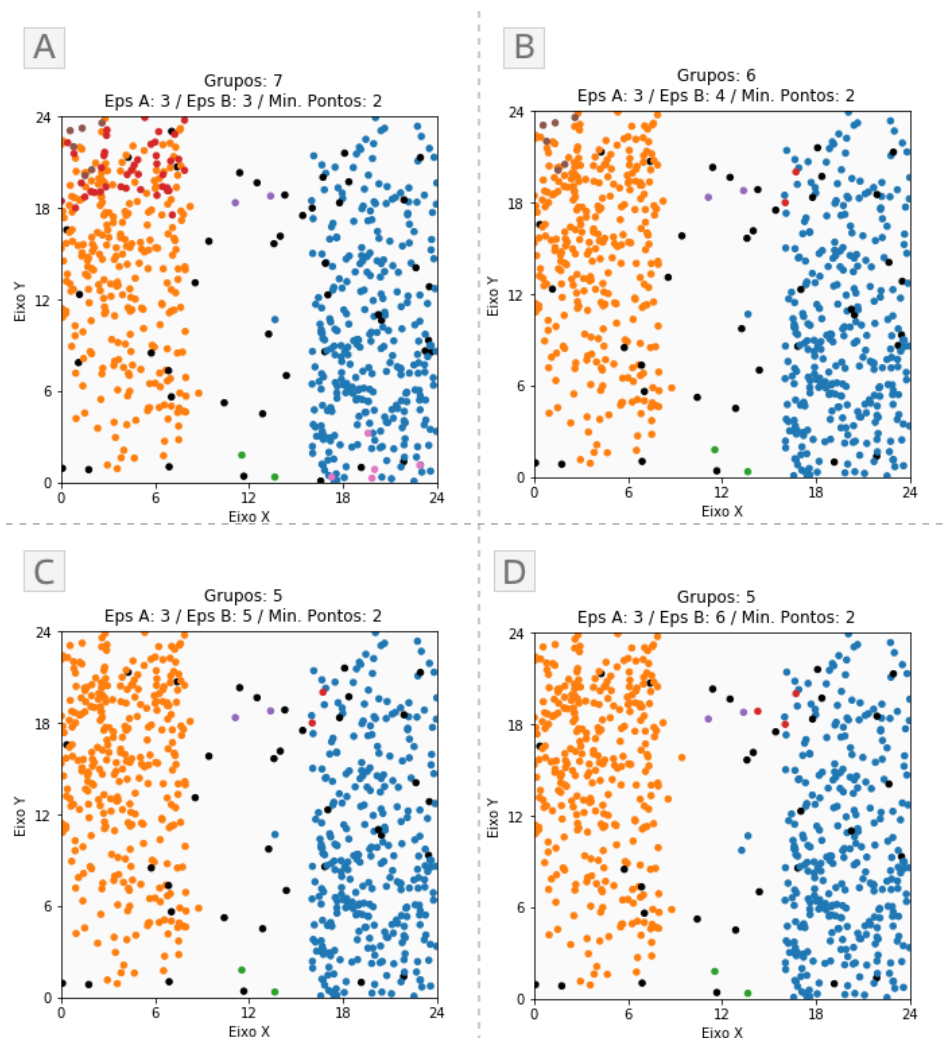 A
Grupos: 7
Eps A: 3 / Eps B: 3 / Min. Pontos: 2
24
18
12
6
0
Eixo Y
0 6 12 18 24
Eixo X
B
Grupos: 6
Eps A: 3 / Eps B: 4 / Min. Pontos: 2
24
18
12
6
0
Eixo Y
0 6 12 18 24
Eixo X
C
Grupos: 5
Eps A: 3 / Eps B: 5 / Min. Pontos: 2
24
18
12
6
0
Eixo Y
0 6 12 18 24
Eixo X
D
Grupos: 5
Eps A: 3 / Eps B: 6 / Min. Pontos: 2
24
18
12
6
0
Eixo Y
0 6 12 18 24
Eixo X